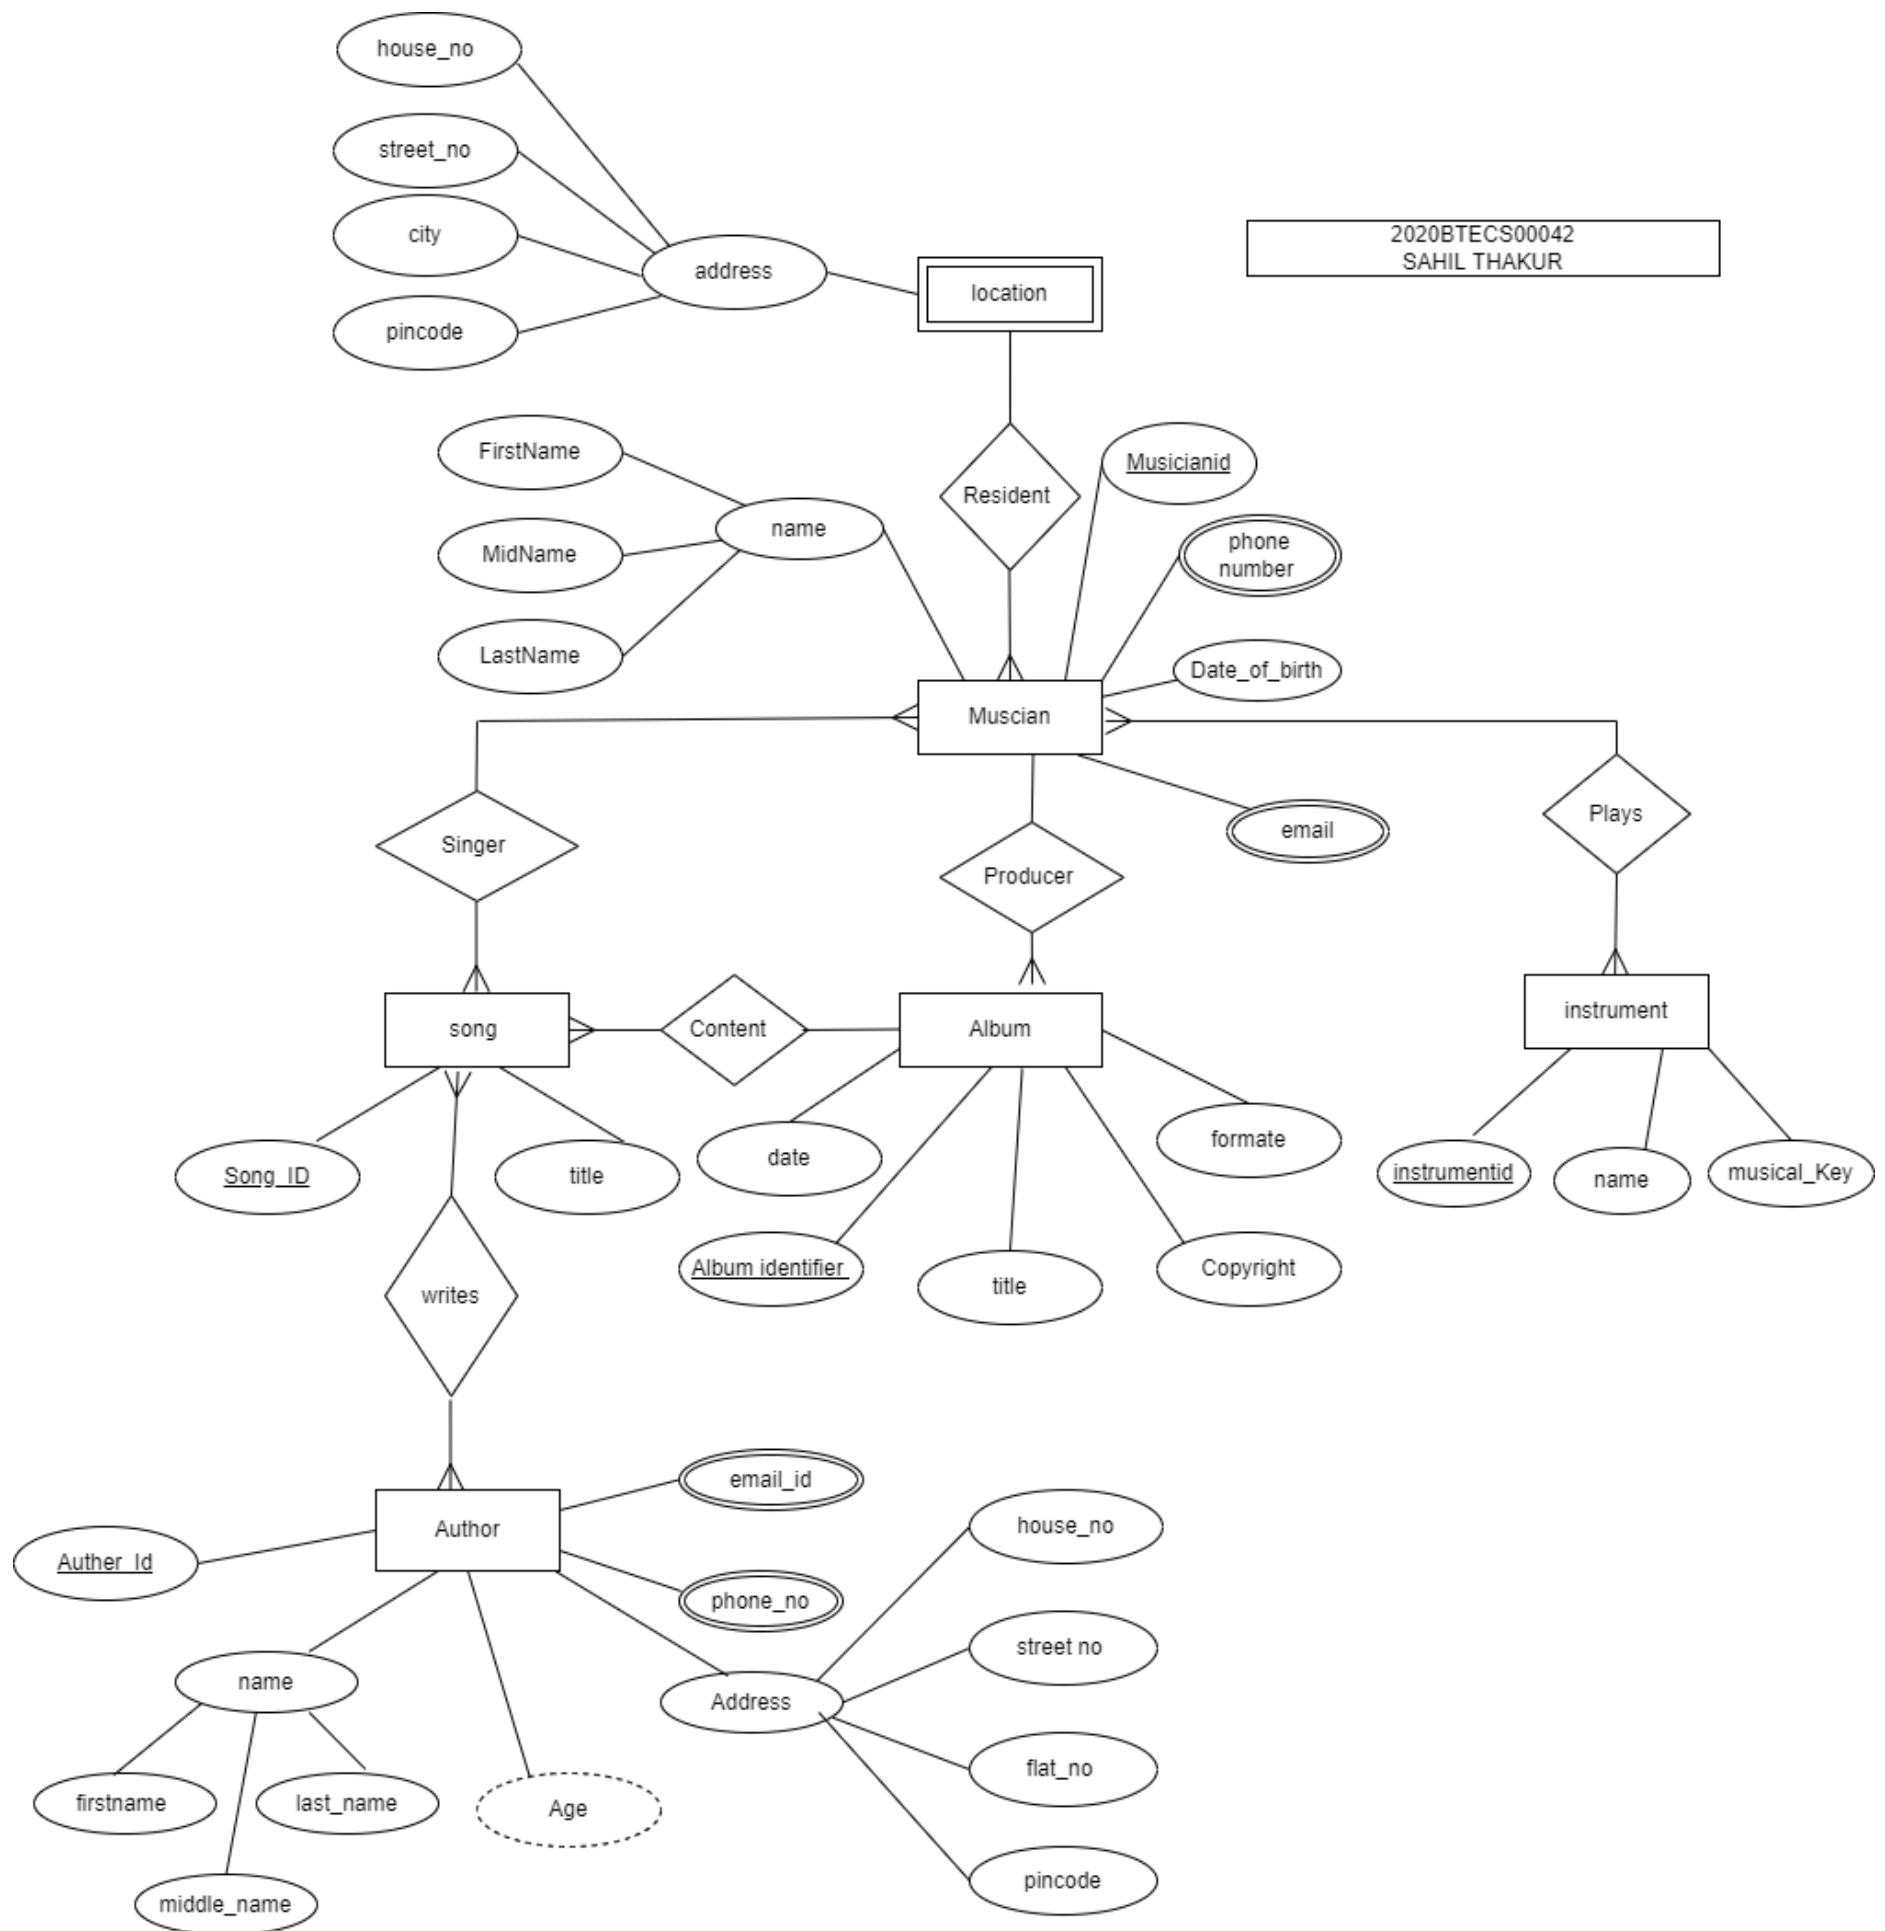 house_no
street_no
city
pincode
address
location
2020BTECS00042
SAHIL THAKUR
FirstName
MidName
LastName
name
Resident
Musicianid
phone
number
Date_of_birth
Muscian
email
Singer
Producer
Plays
song
Content
Album
instrument
Song_ID
title
date
formate
instrumentid
name
musical_Key
Album identifier
title
Copyright
writes
Author
email_id
Auther_Id
phone_no
house_no
street no
name
Address
flat_no
firstname
last_name
Age
pincode
middle_name